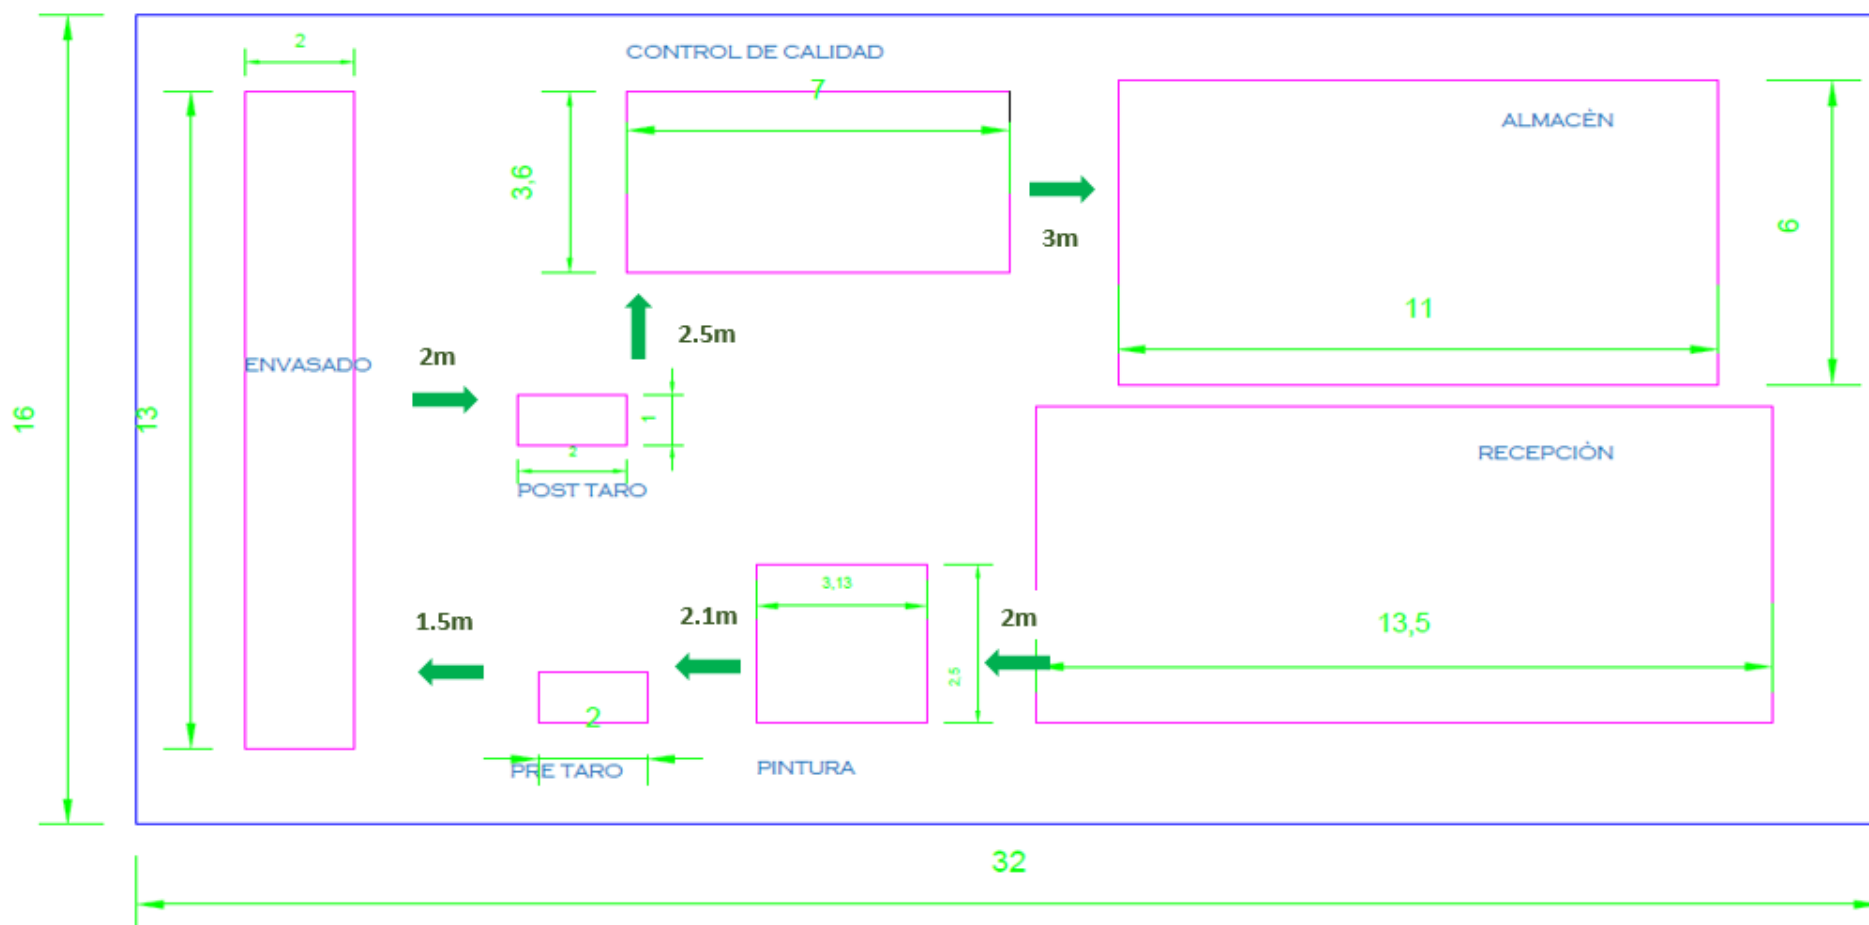 2
CONTROL DE CALIDAD
7
ALMACÈN
3,6
6
3m
11
2.5m
2m
ENVASADO
16
13
1
2
POST TARO
RECEPCIÓN
3,13
2.1m
2m
1.5m
13,5
2,5
2
PRE TARO
PINTURA
32